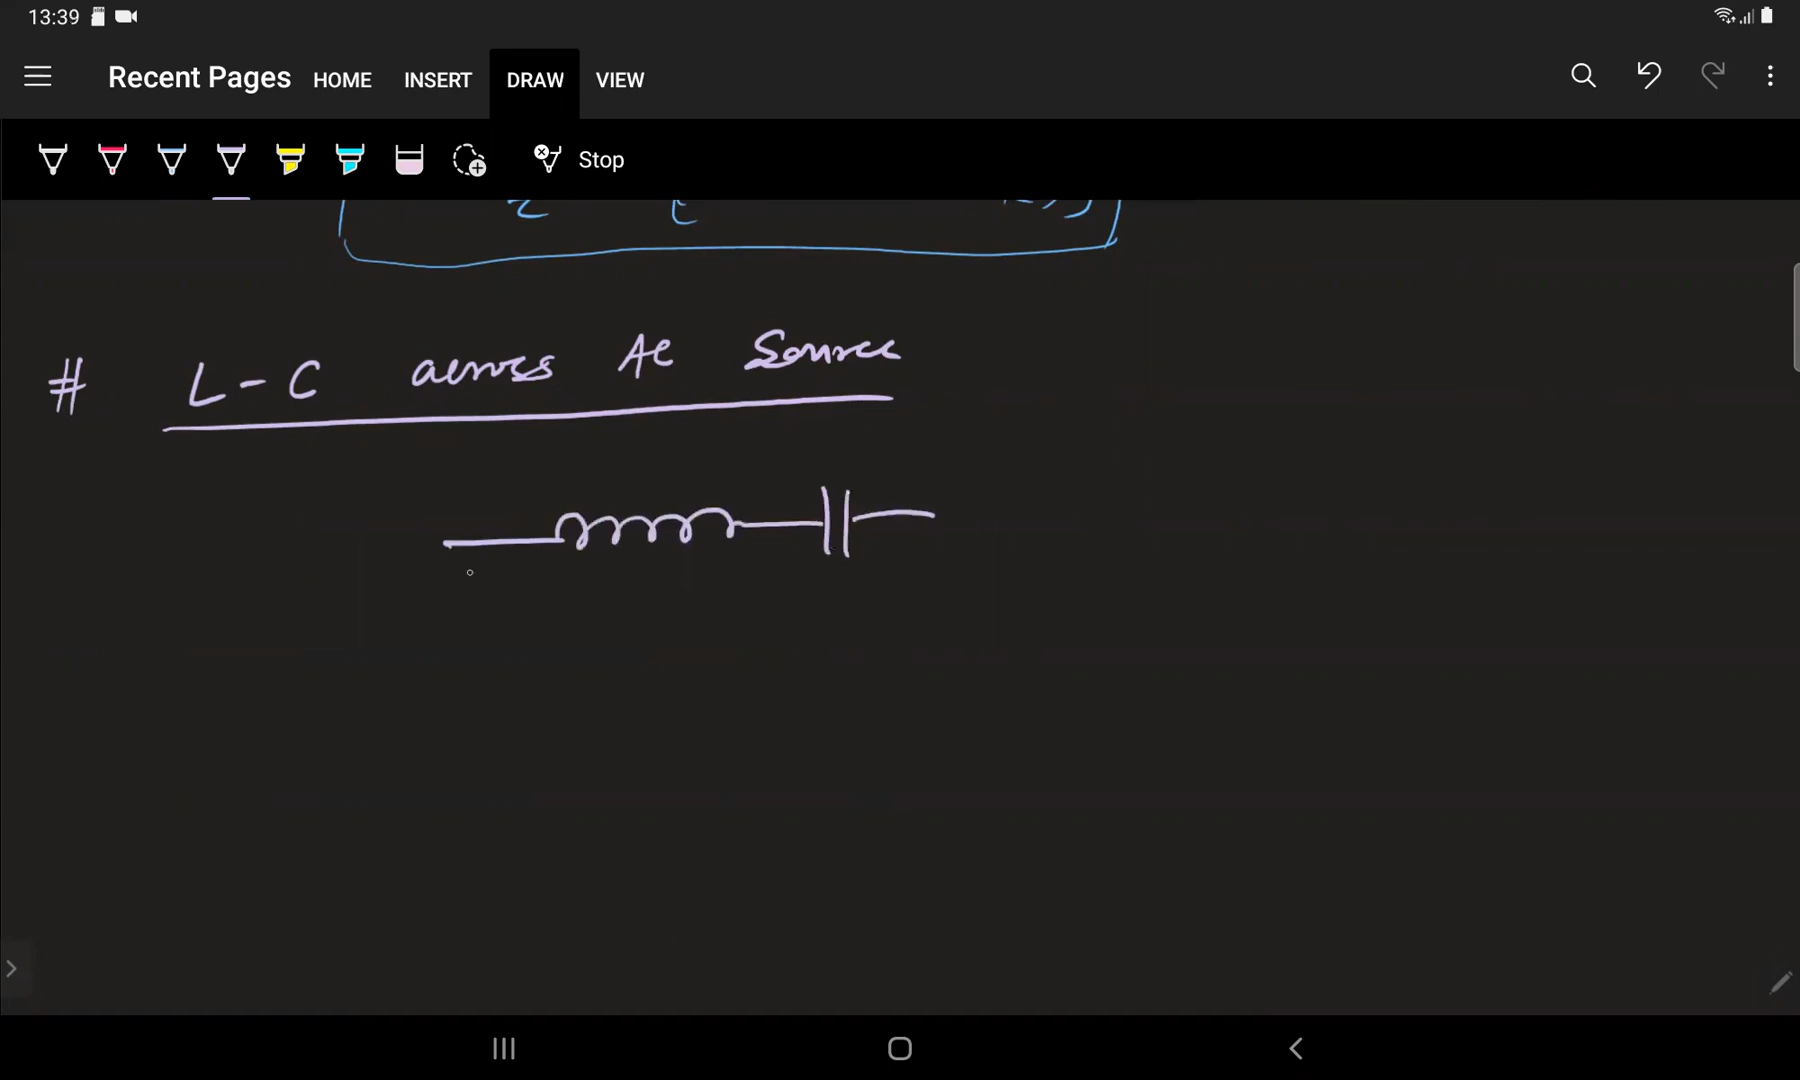 13:39
Recent Pages HOME INSERT DRAW VIEW
Stop
# L-C across AC Source